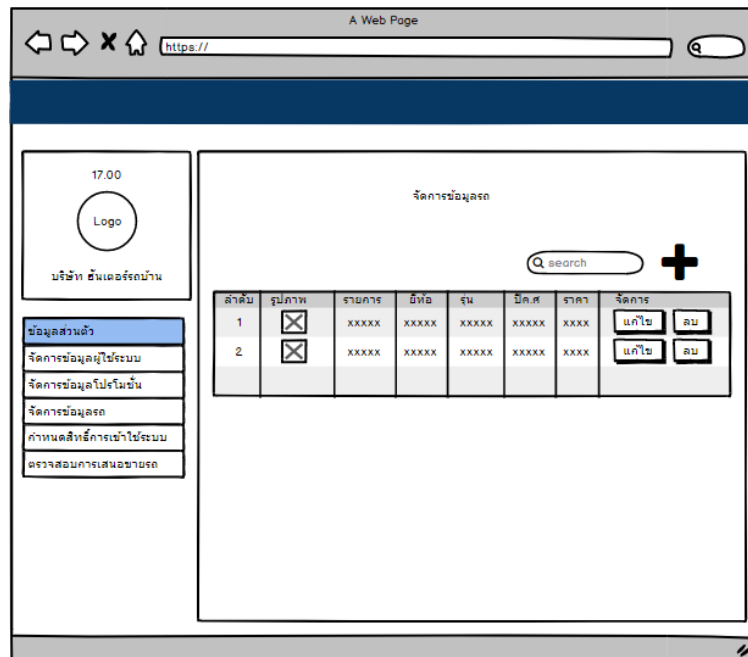 A Web Page
https://
17.00
Logo
บริษัท ฮันเตอร์รถบ้าน
ข้อมูลส่วนตัว
จัดการข้อมูลผู้ใช้ระบบ
จัดการข้อมูลโปรโมชั่น
จัดการข้อมูลรถ
กำหนดสิทธิ์การเข้าใช้ระบบ
ตรวจสอบการเสนอขายรถ
จัดการข้อมูลรถ
search
ลำดับ รูปภาพ รายการ ยี่ห้อ รุ่น ปีค.ศ ราคา จัดการ
1 xxxxx xxxxx xxxxx xxxxx xxxx แก้ไข ลบ
2 xxxxx xxxxx xxxxx xxxxx xxxx แก้ไข ลบ